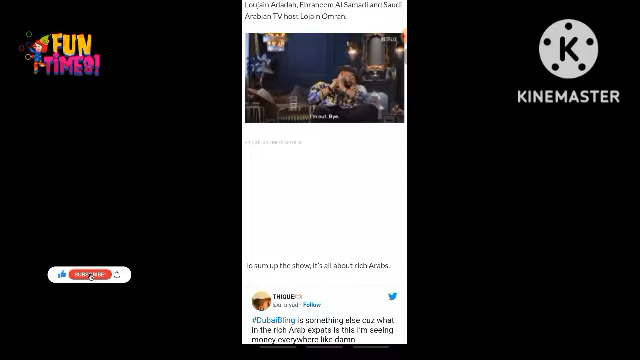 Loujain Adadah, Ebraheem Al Samadi and Saudi
Arabian TV host Lojain Omran.
FUN
TIMES!
NETFLIX
KINEMASTER
I'm out. Bye.
To sum up the show, it's all about rich Arabs.
SUBSCRIBE!
THIQUE
Follow
#DubaiBling is something else cuz what
in the rich Arab expats is this I'm seeing
money everywhere like damn